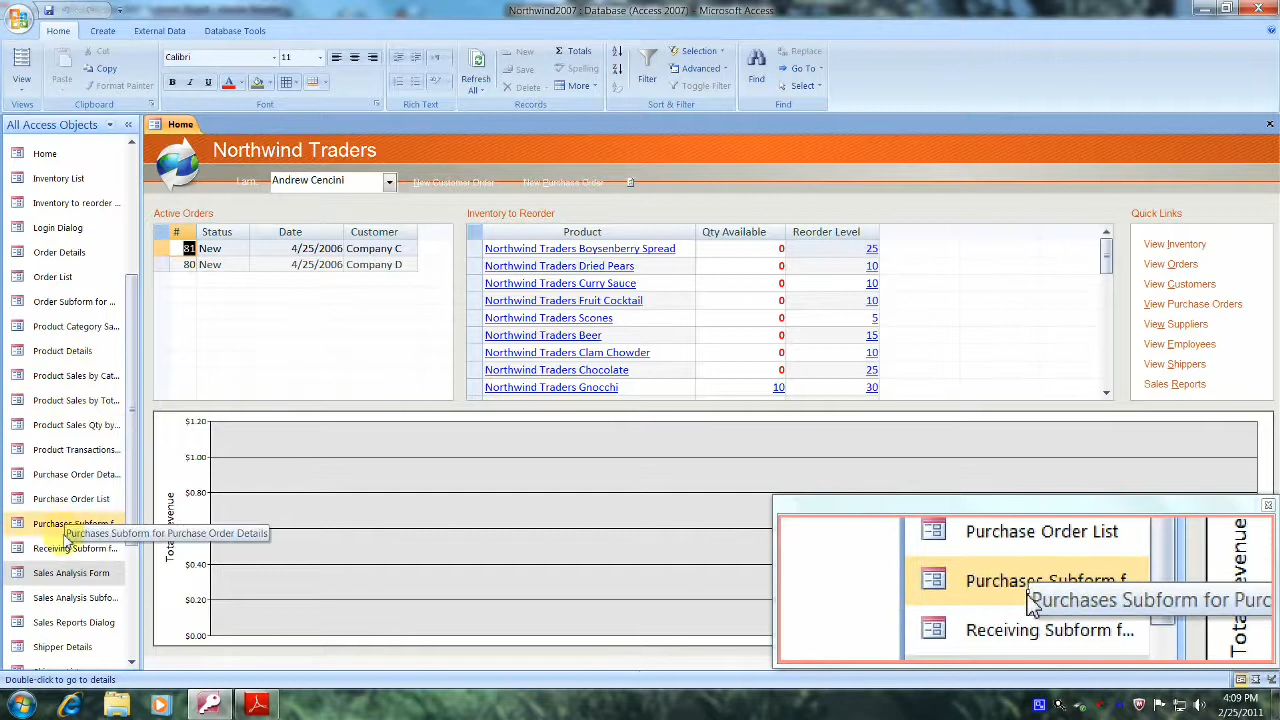 Northwind2007 : Database (Access 2007) - Microsoft Access
Home Create External Data Database Tools
View
Views
Paste
Cut
Copy
Format Painter
Clipboard
Calibri 11
B I U A
Font
Rich Text
Refresh All
New
Save
Delete
Totals
Spelling
More
Records
Filter
Selection
Advanced
Toggle Filter
Sort & Filter
Find
Replace
Go To
Select
Find
All Access Objects
Home
Inventory List
Inventory to reorder ...
Login Dialog
Order Details
Order List
Order Subform for ...
Product Category Sa...
Product Details
Product Sales by Cat...
Product Sales by Tot...
Product Sales Qty by...
Product Transactions...
Purchase Order Deta...
Purchase Order List
Purchases Subform f...
Purchases Subform for Purchase Order Details
Receiving Subform f...
Sales Analysis Form
Sales Analysis Subfo...
Sales Reports Dialog
Shipper Details
Home
Northwind Traders
I am: Andrew Cencini New Customer Order New Purchase Order
Active Orders
# Status Date Customer
81 New 4/25/2006 Company C
80 New 4/25/2006 Company D
Inventory to Reorder
Product Qty Available Reorder Level
Northwind Traders Boysenberry Spread 0 25
Northwind Traders Dried Pears 0 10
Northwind Traders Curry Sauce 0 10
Northwind Traders Fruit Cocktail 0 10
Northwind Traders Scones 0 5
Northwind Traders Beer 0 15
Northwind Traders Clam Chowder 0 10
Northwind Traders Chocolate 0 25
Northwind Traders Gnocchi 10 30
Quick Links
View Inventory
View Orders
View Customers
View Purchase Orders
View Suppliers
View Employees
View Shippers
Sales Reports
$1.20
$1.00
$0.80
$0.40
$0.20
$0.00
Purchase Order List
Purchases Subform f
Purchases Subform for Purc
Receiving Subform f...
Double-click to go to details
4:09 PM
2/25/2011